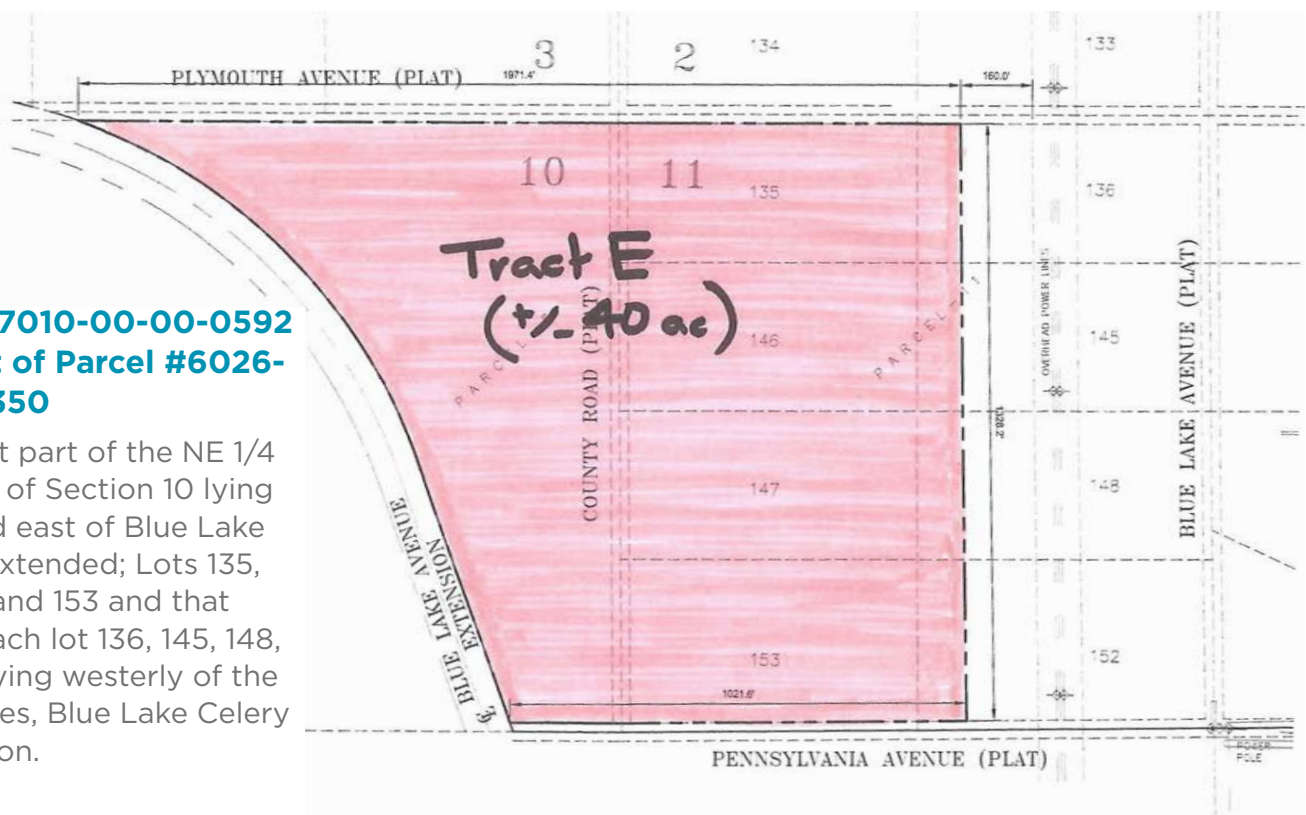 7010-00-00-0592
t of Parcel #6026-
350
t part of the NE 1/4
of Section 10 lying
d east of Blue Lake
xtended; Lots 135,
and 153 and that
ach lot 136, 145, 148,
ying westerly of the
es, Blue Lake Celery
on.
3 2 134 133
PLYMOUTH AVENUE (PLAT) 1971.4' 160.0'
10 11 135 136
Tract E
(+/- 40 ac)
PARCEL
COUNTY ROAD (PLAT)
146
PARCEL
OVERHEAD POWER LINES
145
BLUE LAKE AVENUE (PLAT)
1328.2'
147 148
BLUE LAKE AVENUE
EXTENSION
153 152
1021.6'
PENNSYLVANIA AVENUE (PLAT)
POWER
POLE